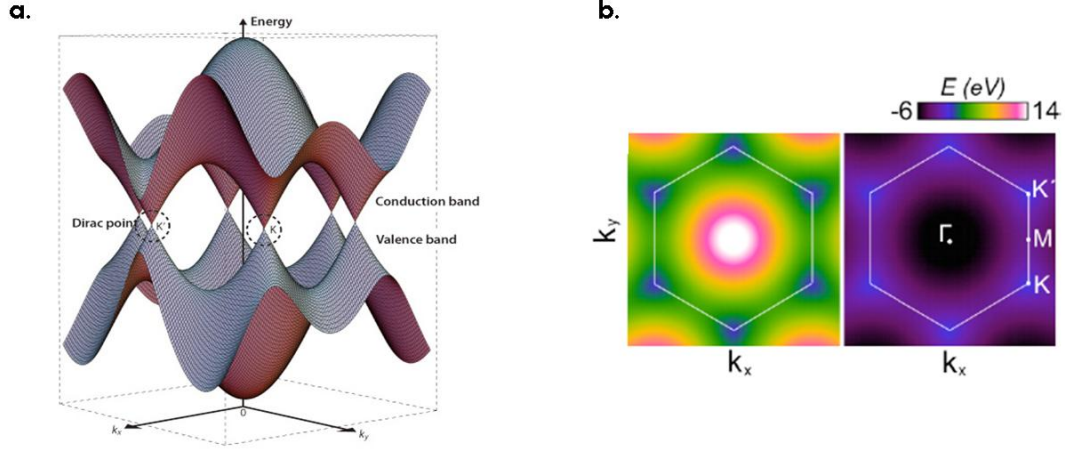 a.
Energy
Conduction band
Dirac point
K'
K
Valence band
0
kx
ky
b.
E (eV)
-6
14
K´
Γ
M
K
ky
kx
kx